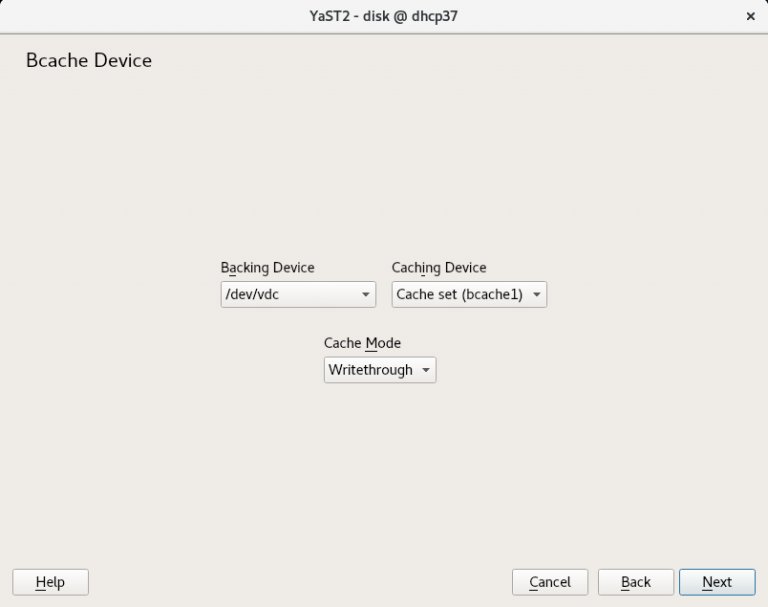 YaST2 - disk @ dhcp37
Bcache Device
Backing Device
Caching Device
/dev/vdc
Cache set (bcache1)
Cache Mode
Writethrough
Help
Cancel
Back
Next